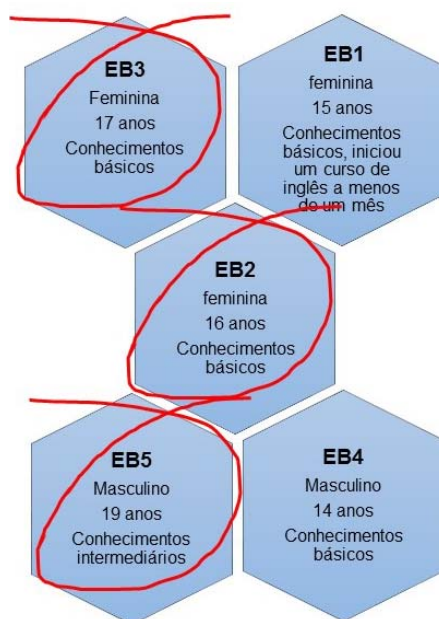 EB3
Feminina
17 anos
Conhecimentos
básicos
EB1
feminina
15 anos
Conhecimentos
básicos, iniciou
um curso de
inglês a menos
de um mês
EB2
feminina
16 anos
Conhecimentos
básicos
EB5
Masculino
19 anos
Conhecimentos
intermediários
EB4
Masculino
14 anos
Conhecimentos
básicos